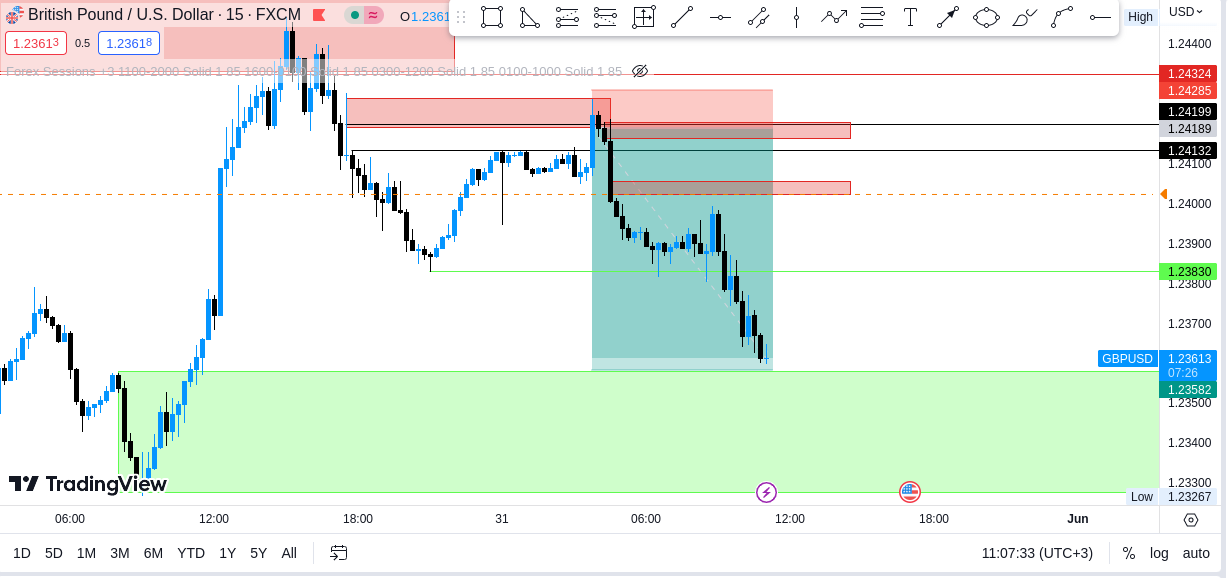 British Pound / U.S. Dollar · 15 · FXCM
≈
O1.2361
High
USD
1.23613
0.5
1.23618
1.24400
Forex Sessions +3 1100-2000 Solid 1 85 1600- Solid 1 85 0300-1200 Solid 1 85 0100-1000 Solid 1 85
1.24324
1.24285
1.24199
1.24189
1.24132
1.24100
1.24000
1.23900
1.23830
1.23800
1.23700
GBPUSD
1.23613
07:26
1.23582
1.23500
1.23400
1.23300
TradingView
Low
1.23267
06:00
12:00
18:00
31
06:00
12:00
18:00
Jun
1D 5D 1M 3M 6M YTD 1Y 5Y All
11:07:33 (UTC+3)
% log auto